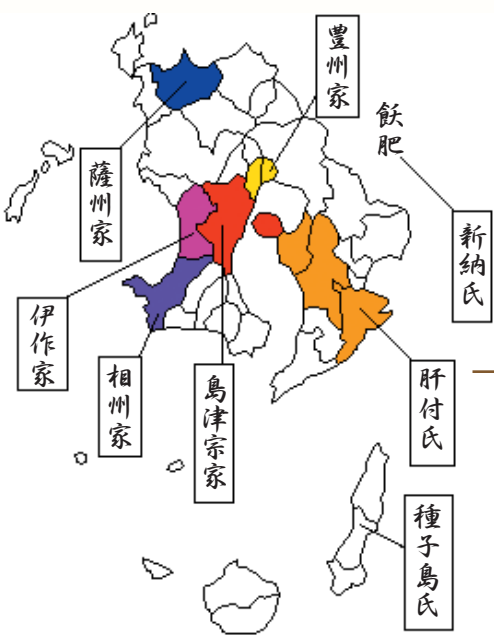 豊州家
飫肥
新納氏
薩州家
伊作家
相州家
島津宗家
肝付氏
種子島氏